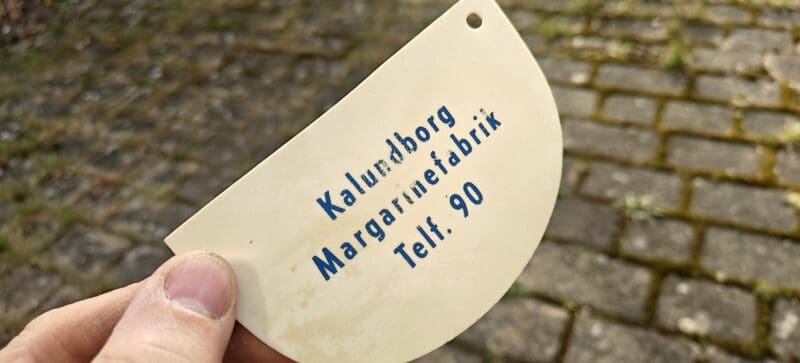 Kalundborg
Margarinefabrik
Telf. 90